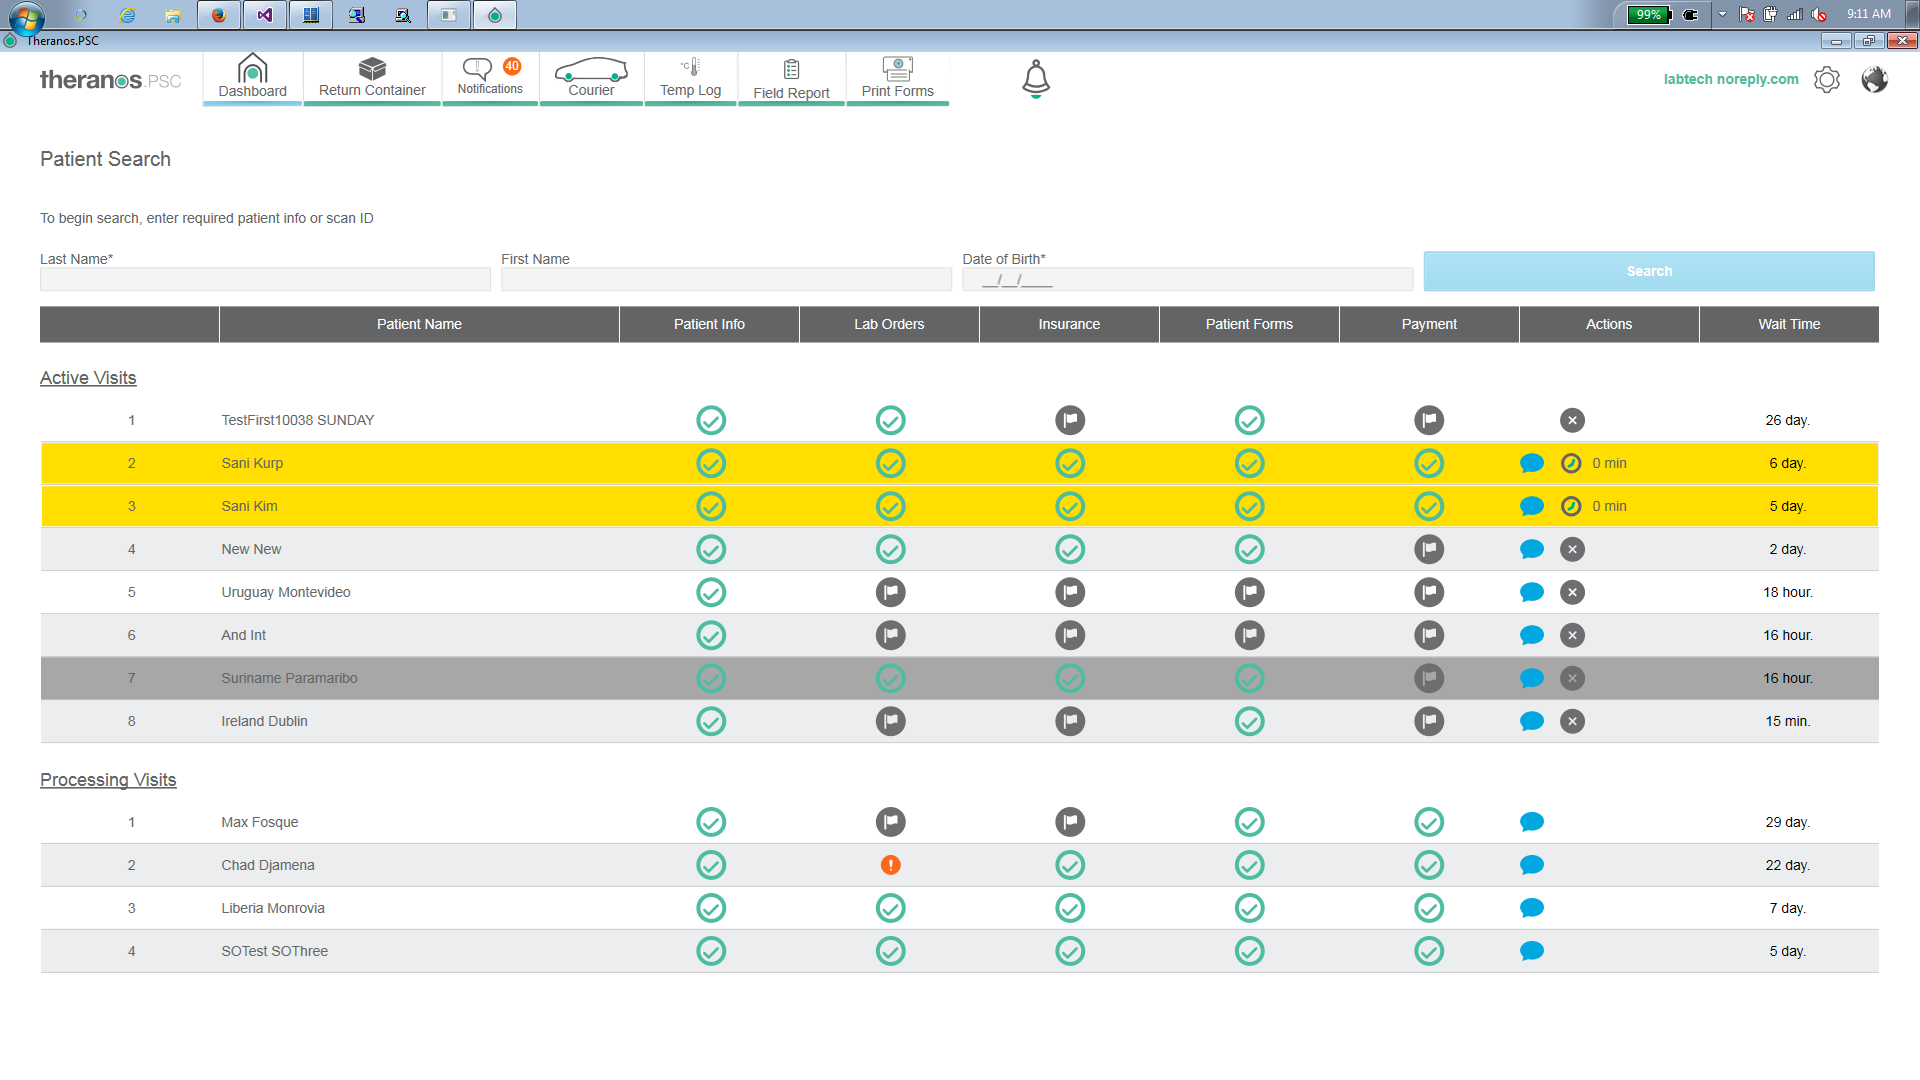 99%
9:11 AM
Theranos.PSC
theranos.PSC
Dashboard
Return Container
40
Notifications
Courier
°C
Temp Log
Field Report
Print Forms
labtech noreply.com
Patient Search
To begin search, enter required patient info or scan ID
Last Name* First Name Date of Birth*
__/__/____
Search
Patient Name Patient Info Lab Orders Insurance Patient Forms Payment Actions Wait Time
Active Visits
1 TestFirst10038 SUNDAY 26 day.
2 Sani Kurp 0 min 6 day.
3 Sani Kim 0 min 5 day.
4 New New 2 day.
5 Uruguay Montevideo 18 hour.
6 And Int 16 hour.
7 Suriname Paramaribo 16 hour.
8 Ireland Dublin 15 min.
Processing Visits
1 Max Fosque 29 day.
2 Chad Djamena 22 day.
3 Liberia Monrovia 7 day.
4 SOTest SOThree 5 day.